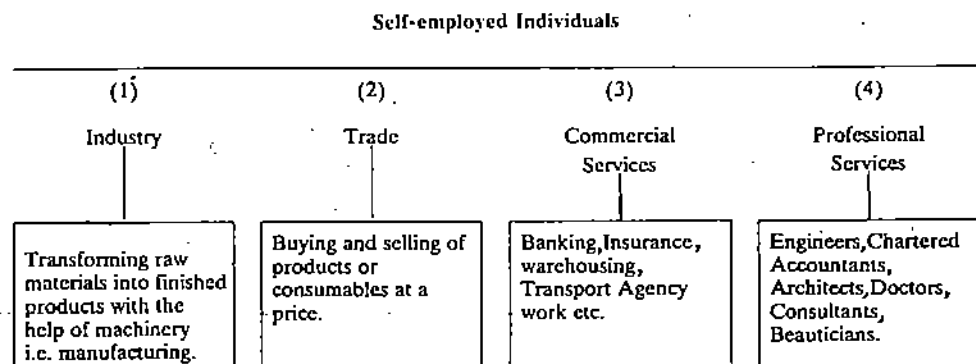 Self-employed Individuals
(1)
(2)
(3)
(4)
Industry
Trade
Commercial
Services
Professional
Services
Transforming raw
materials into finished
products with the
help of machinery
i.e. manufacturing.
Buying and selling of
products or
consumables at a
price.
Banking,Insurance,
warchousing,
Transport Agency
work etc.
Engineers,Chartered
Accountants,
Architects,Doctors,
Consultants,
Beauticians.